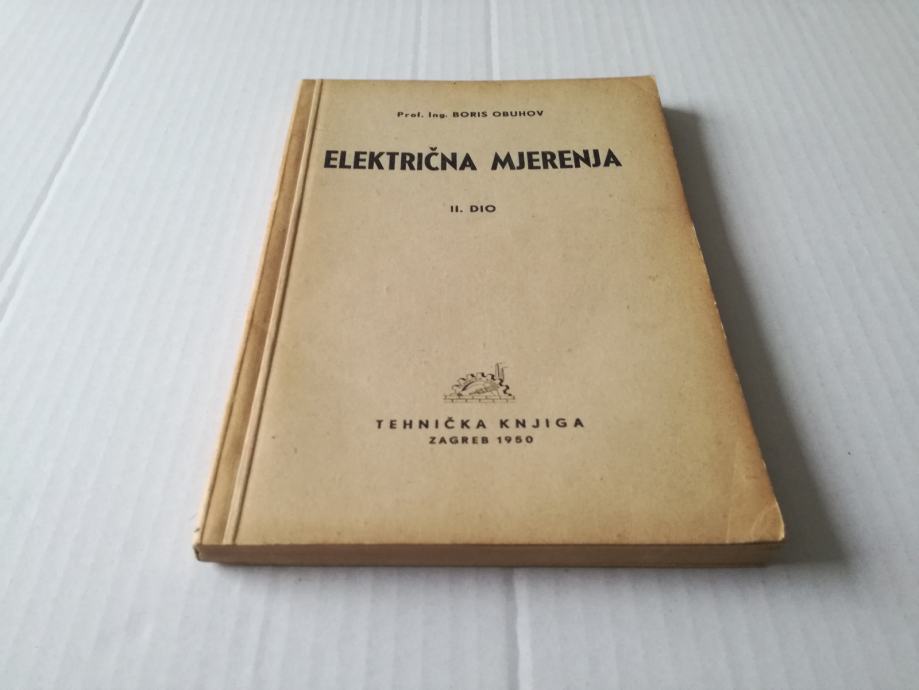 Prof. Ing. BORIS OBUHOV
ELEKTRIČNA MJERENJA
II. DIO
TEHNIČKA KNJIGA
ZAGREB 1950